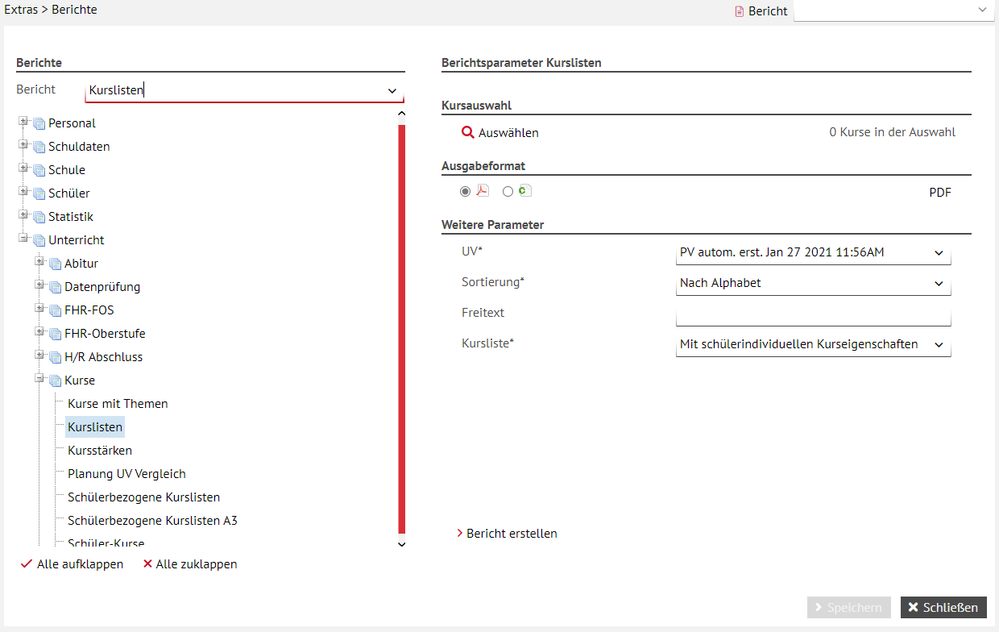 Extras > Berichte
Bericht
Berichte
Bericht Kurslisten
Personal
Schuldaten
Schule
Schüler
Statistik
Unterricht
Abitur
Datenprüfung
FHR-FOS
FHR-Oberstufe
H/R Abschluss
Kurse
Kurse mit Themen
Kurslisten
Kursstärken
Planung UV Vergleich
Schülerbezogene Kurslisten
Schülerbezogene Kurslisten A3
Schüler-Kurse
Alle aufklappen Alle zuklappen
Berichtsparameter Kurslisten
Kursauswahl
Auswählen 0 Kurse in der Auswahl
Ausgabeformat
PDF
Weitere Parameter
UV* PV autom. erst. Jan 27 2021 11:56AM
Sortierung* Nach Alphabet
Freitext
Kursliste* Mit schülerindividuellen Kurseigenschaften
Bericht erstellen
Speichern Schließen